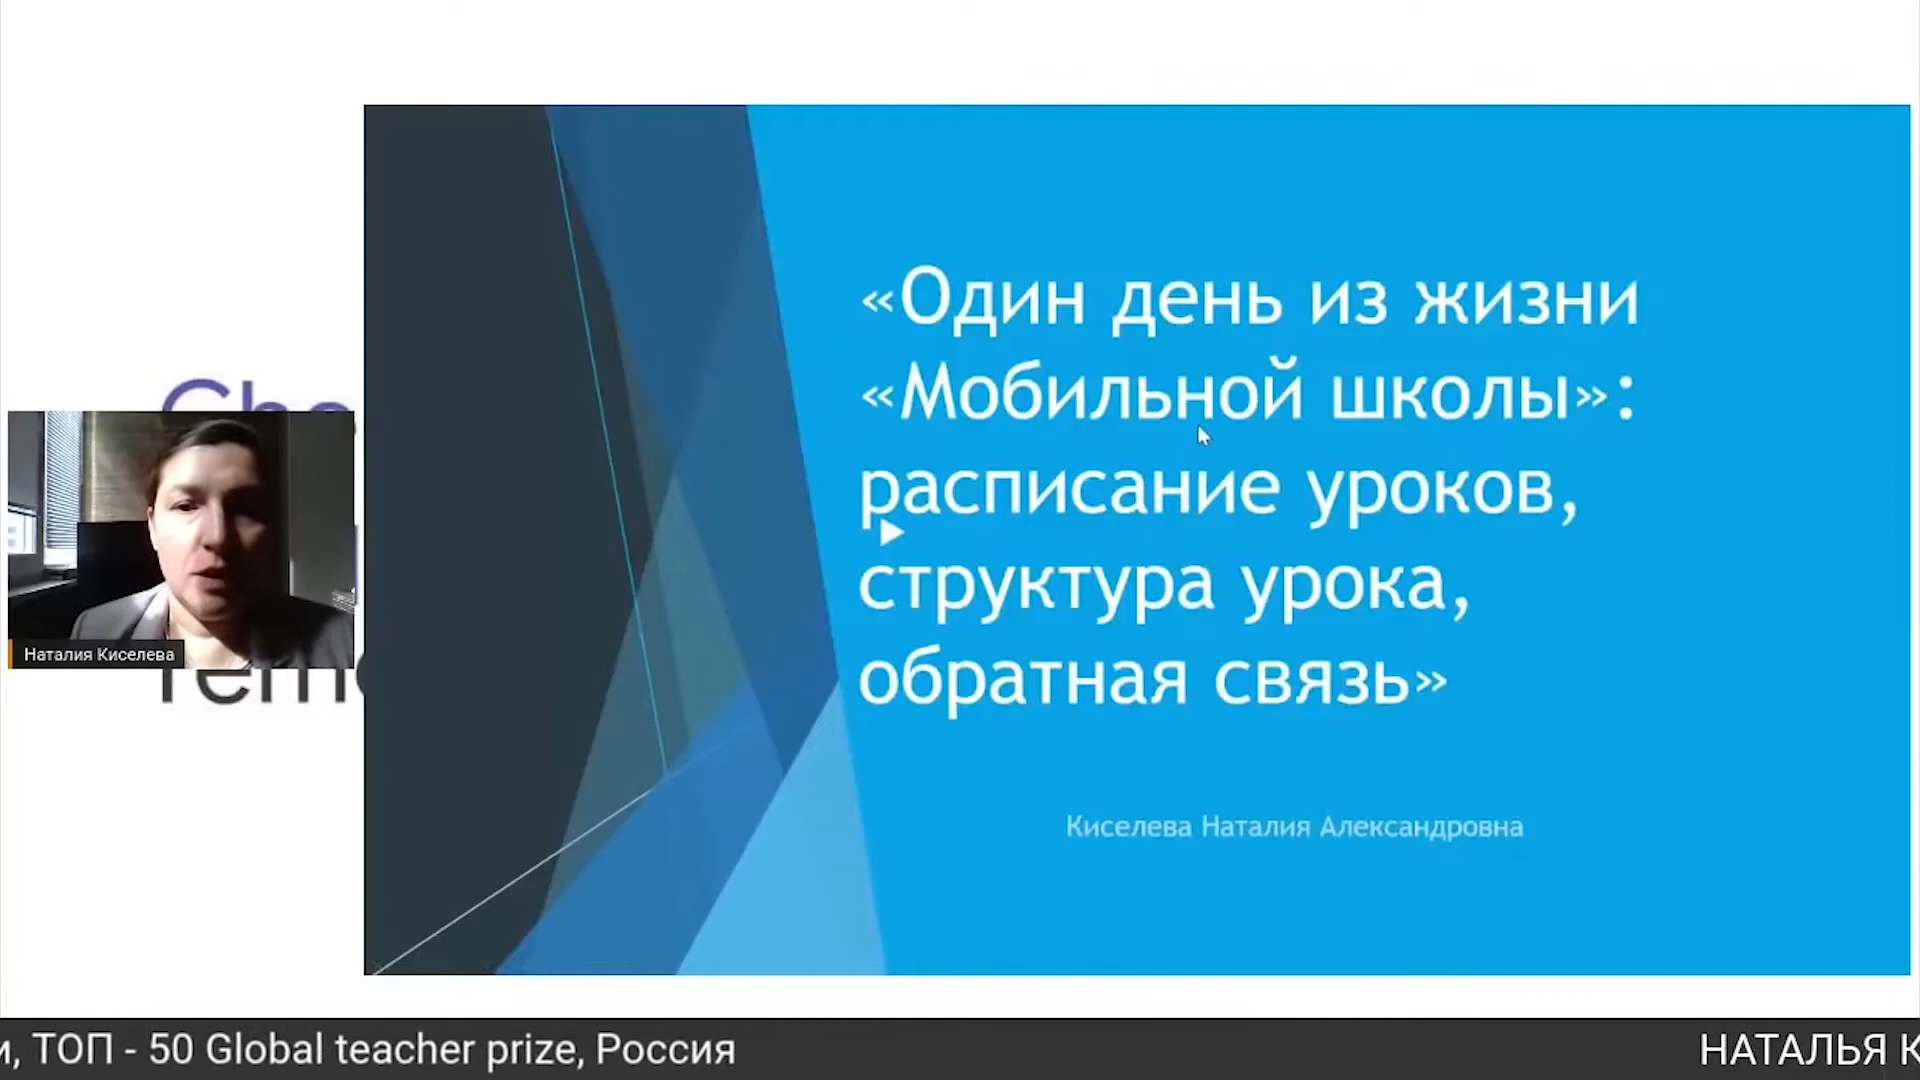 «Один день из жизни
«Мобильной школы»:
расписание уроков,
структура урока,
обратная связь»
Киселева Наталия Александровна
Наталия Киселева
и, ТОП - 50 Global teacher prize, Россия
НАТАЛЬЯ К